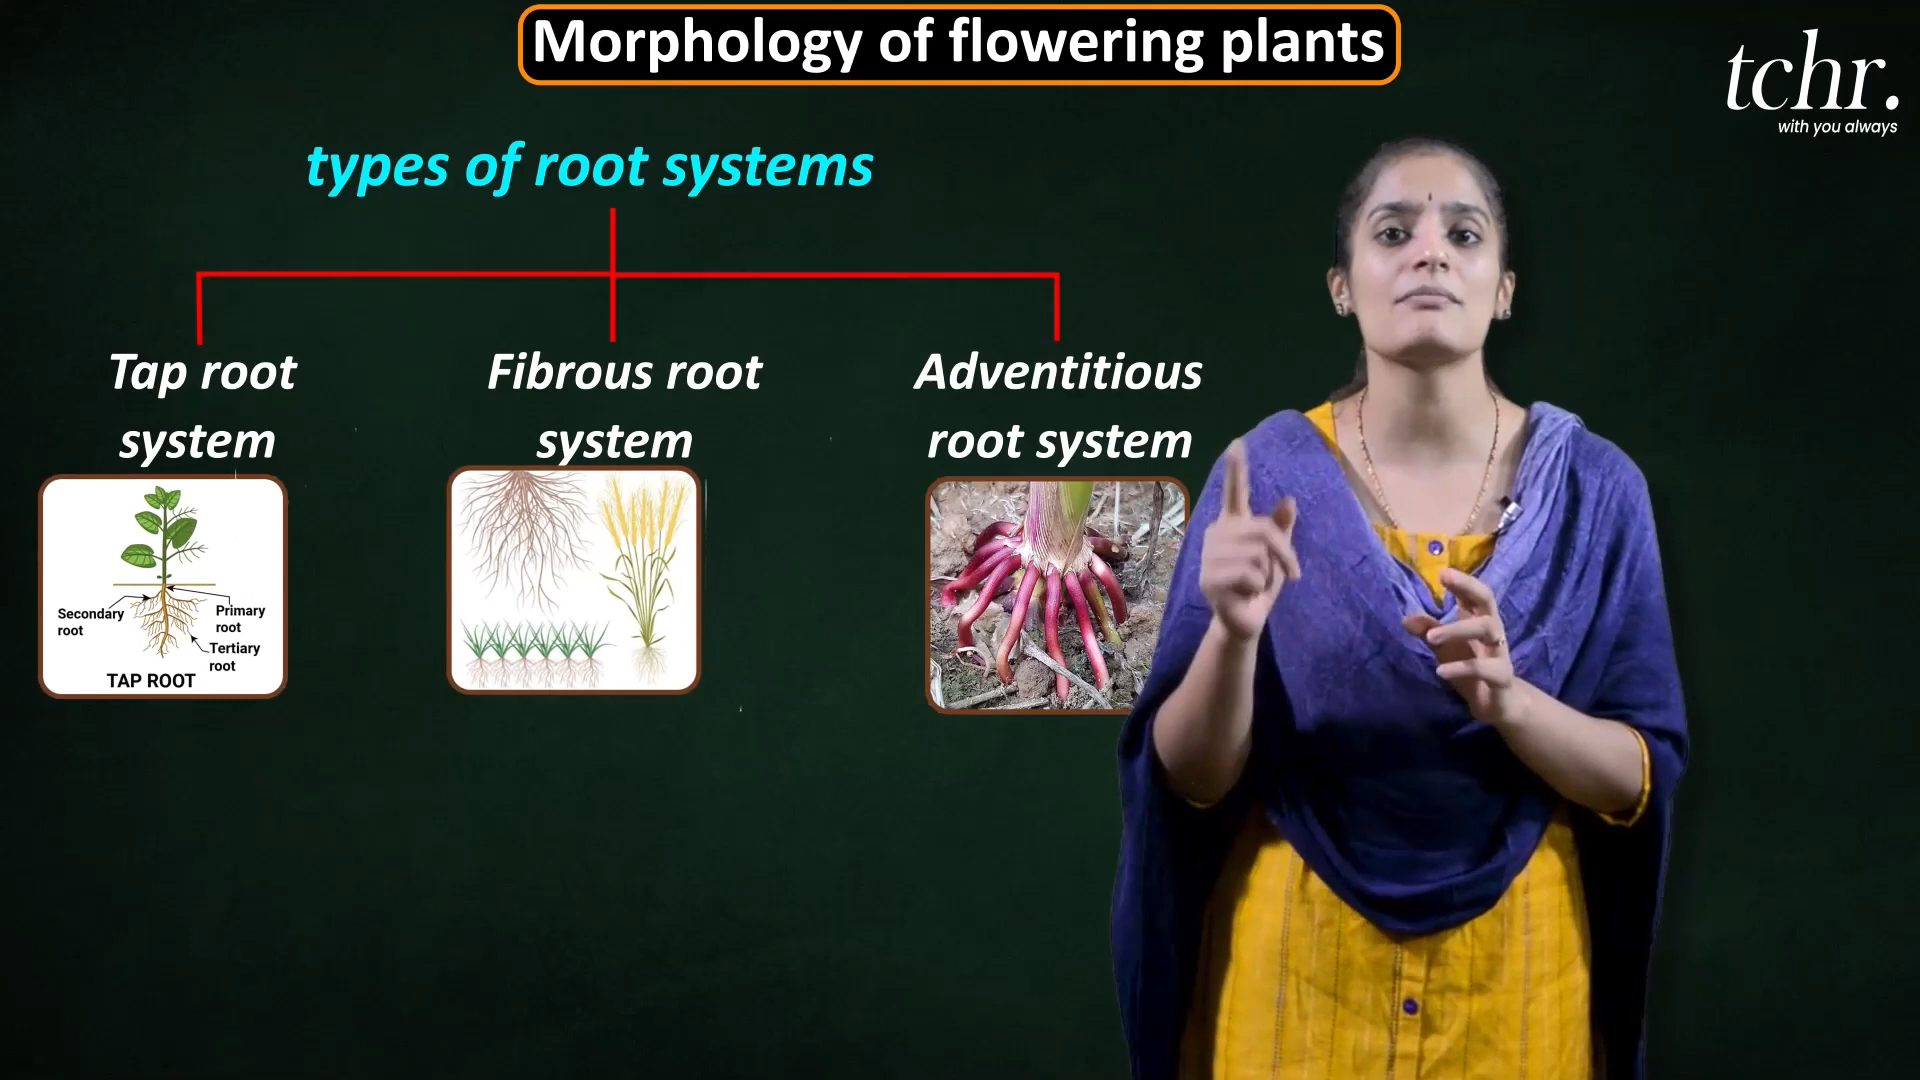 Morphology of flowering plants
tchr.
with you always
types of root systems
Tap root
system
Fibrous root
system
Adventitious
root system
Secondary
root
Primary
root
Tertiary
root
TAP ROOT